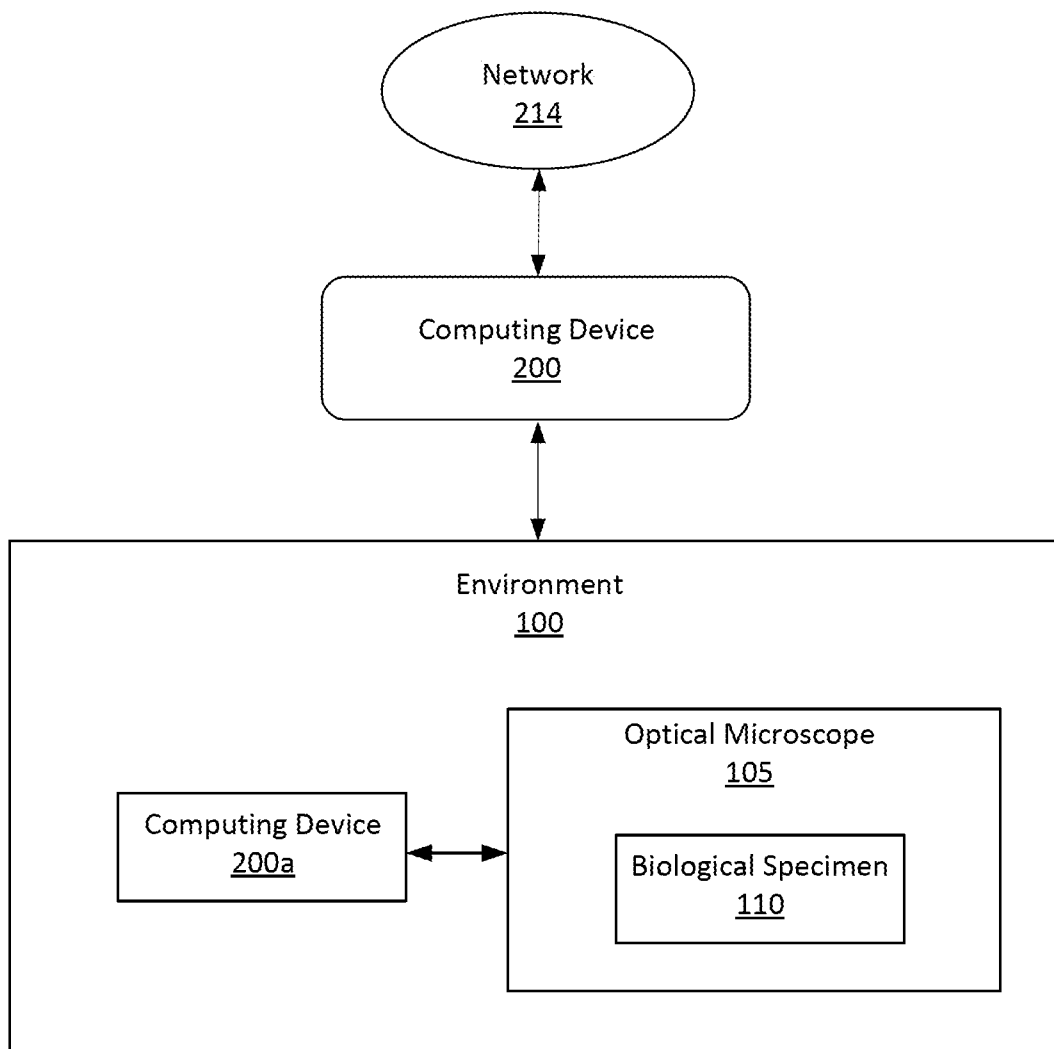 Network
214
Computing Device
200
Environment
100
Optical Microscope
105
Computing Device
200a
Biological Specimen
110